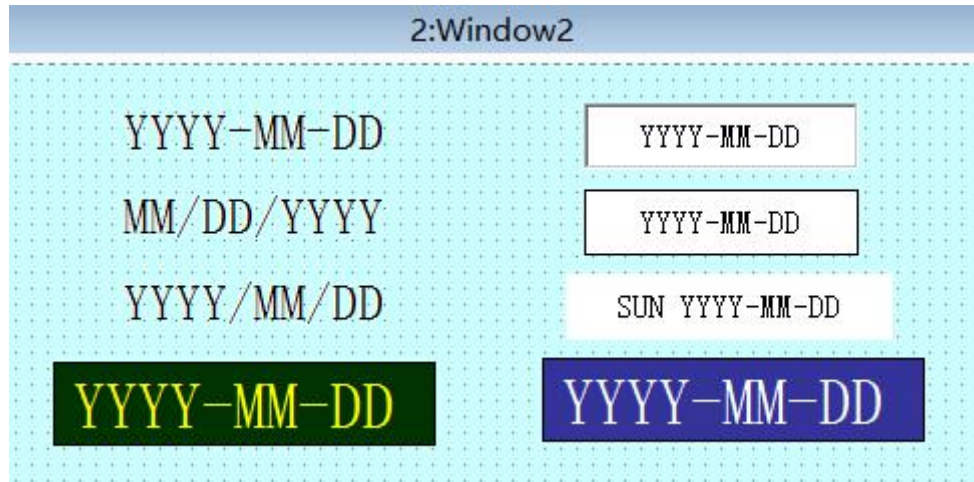 2:Window2
YYYY-MM-DD
YYYY-MM-DD
MM/DD/YYYY
YYYY-MM-DD
YYYY/MM/DD
SUN YYYY-MM-DD
YYYY-MM-DD
YYYY-MM-DD